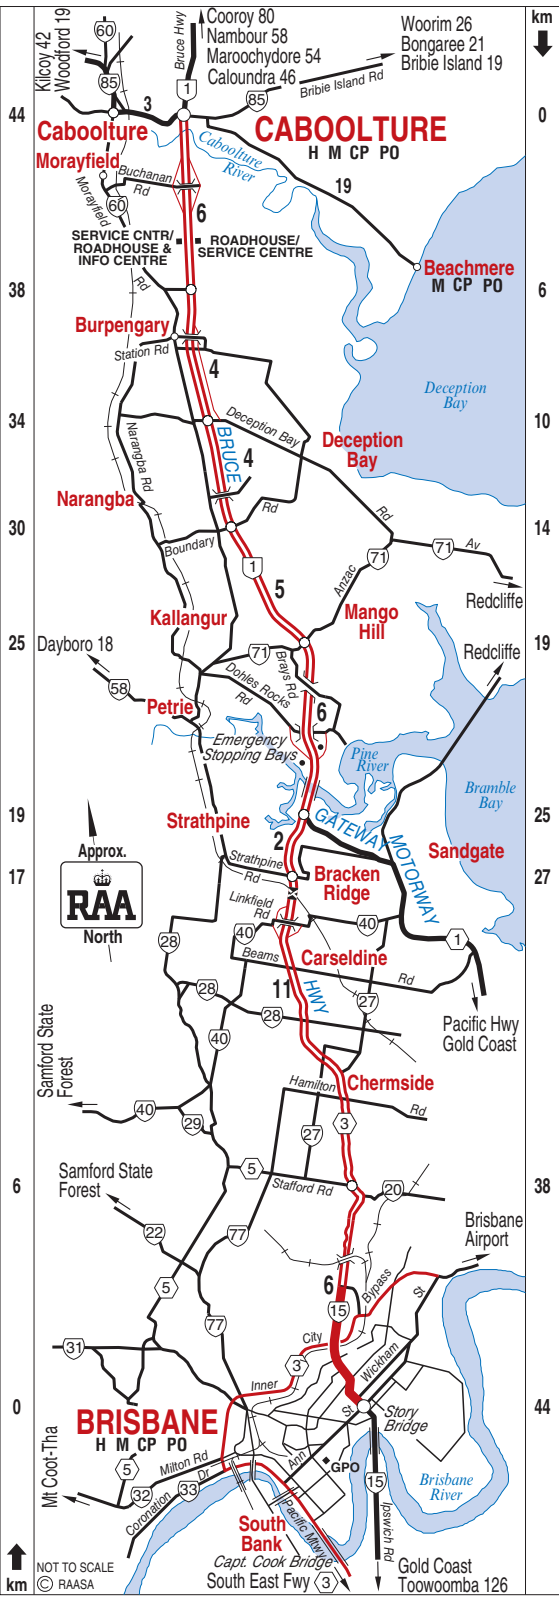 km
Kilcoy 42
Woodford 19
60
85
Bruce Hwy
Cooroy 80
Nambour 58
Maroochydore 54
Caloundra 46
Woorim 26
Bongaree 21
Bribie Island 19
Bribie Island Rd
85
1
3
44
0
Caboolture
CABOOLTURE
H M CP PO
Caboolture
River
Morayfield
Buchanan
Rd
Morayfield
60
Rd
6
19
SERVICE CNTR/
ROADHOUSE &
INFO CENTRE
ROADHOUSE/
SERVICE CENTRE
Beachmere
M CP PO
38
6
Burpengary
Station Rd
4
Deception
Bay
34
10
BRUCE
Deception Bay
Rd
Deception
Bay
4
Narangba Rd
Narangba
Rd
30
14
Boundary
71
71
Av
Anzac
1
5
Redcliffe
Kallangur
Mango
Hill
25
19
Dayboro 18
58
71
Brays Rd
Dohles Rocks
Rd
Redcliffe
Petrie
6
Emergency
Stopping Bays
Pine
River
Bramble
Bay
19
25
Strathpine
GATEWAY
MOTORWAY
Sandgate
2
Approx.
RAA
North
Strathpine
Rd
17
27
Bracken
Ridge
Linkfield
Rd
40
40
28
1
Beams
Rd
Carseldine
11
HWY
28
28
27
40
Pacific Hwy
Gold Coast
Samford State
Forest
Hamilton
Rd
Chermside
40
29
3
27
5
Stafford Rd
20
6
38
Samford State
Forest
22
77
Brisbane
Airport
5
6
15
Bypass
St
77
City
31
3
Wickham
Inner
0
44
BRISBANE
H M CP PO
St
Story
Bridge
5
Milton Rd
Ann
GPO
Mt Coot-Tha
32
33
Coronation
Dr
15
Brisbane
River
Pacific Mtwy
Ipswich Rd
South
Bank
Capt. Cook Bridge
South East Fwy 3
Gold Coast
Toowoomba 126
NOT TO SCALE
© RAASA
km